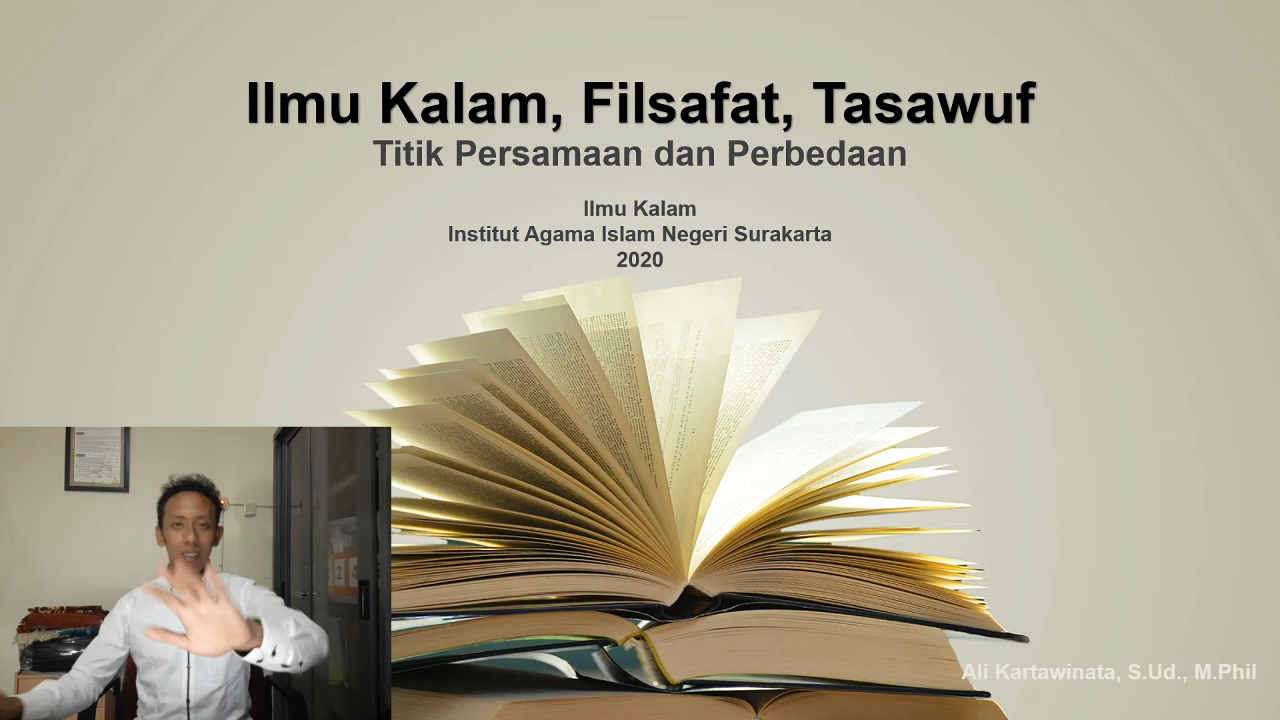 Ilmu Kalam, Filsafat, Tasawuf
Titik Persamaan dan Perbedaan
Ilmu Kalam
Institut Agama Islam Negeri Surakarta
2020
Ali Kartawinata, S.Ud., M.Phil